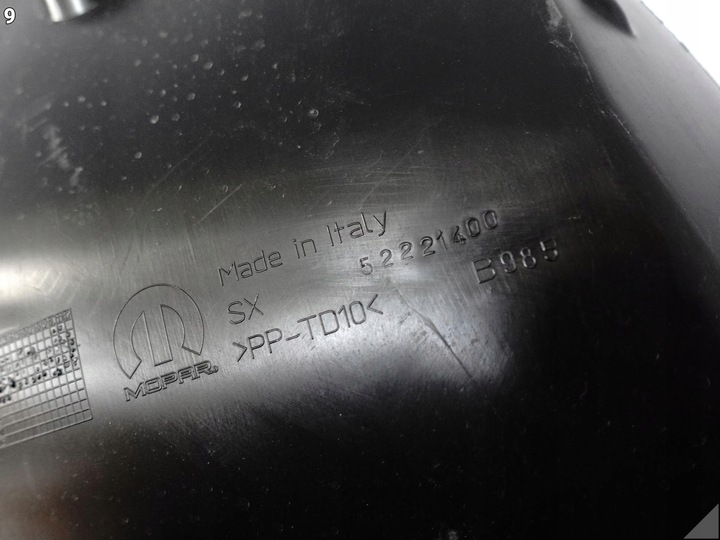 9
Made in Italy
52221400
SX
B985
>PP-TD10<
MOPAR